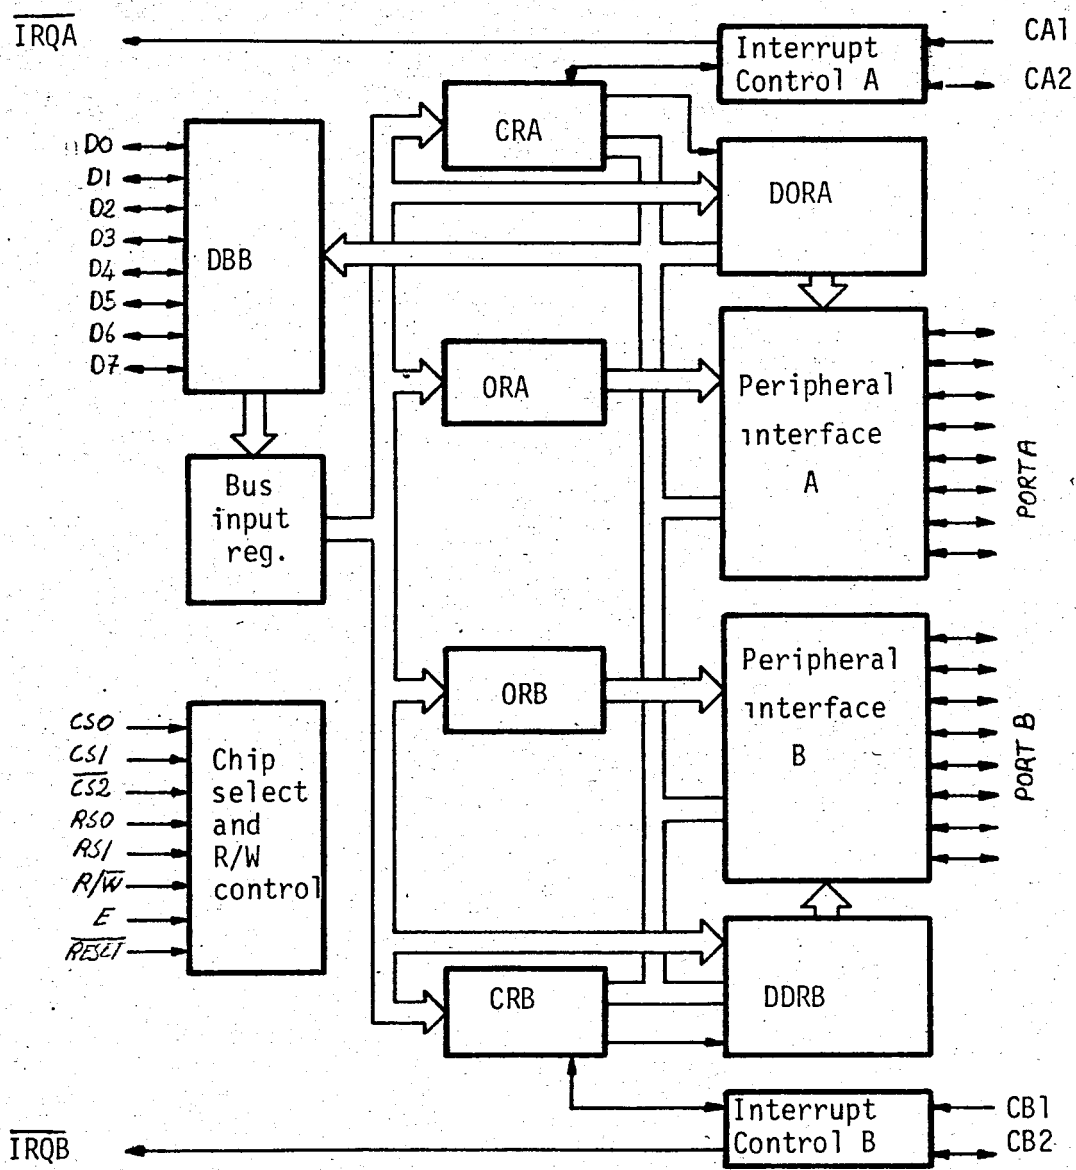 IRQA
Interrupt
Control A
CA1
CA2
CRA
DORA
D0
D1
D2
D3
D4
D5
D6
D7
DBB
ORA
Peripheral
interface
A
PORT A
Bus
input
reg.
ORB
Peripheral
interface
B
PORT B
CS0
CS1
CS2
RS0
RS1
R/W
E
RESET
Chip
select
and
R/W
control
CRB
DDRB
Interrupt
Control B
CB1
CB2
IRQB